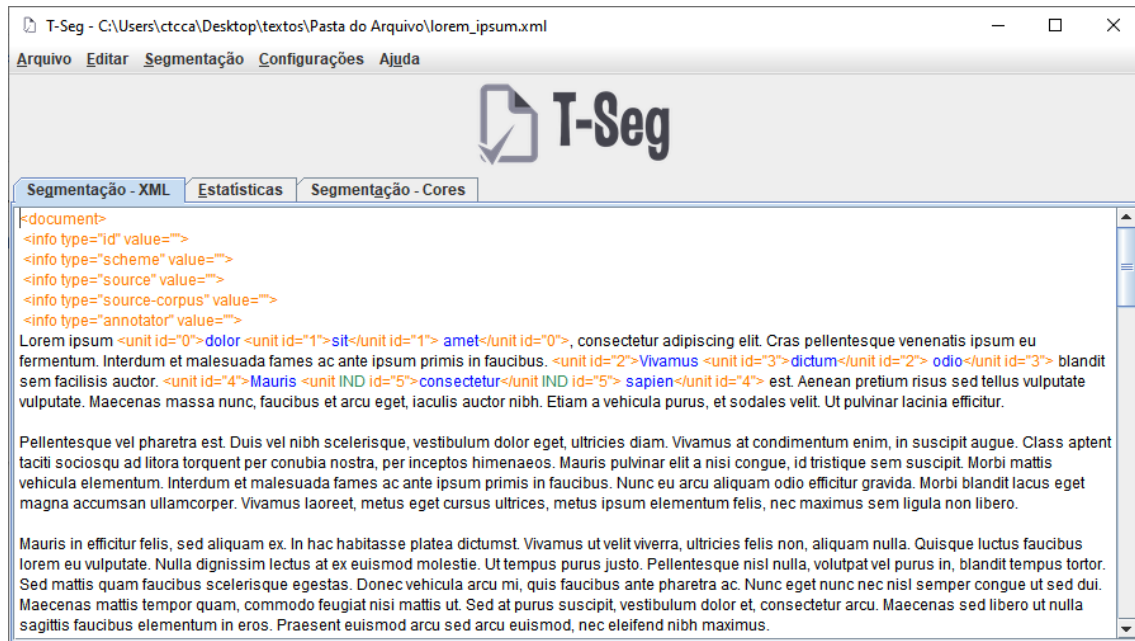 T-Seg - C:\Users\ctcca\Desktop\textos\Pasta do Arquivo\lorem_ipsum.xml
Arquivo Editar Segmentação Configurações Ajuda
T-Seg
Segmentação - XML Estatísticas Segmentação - Cores
<document>
<info type="id" value="">
<info type="scheme" value="">
<info type="source" value="">
<info type="source-corpus" value="">
<info type="annotator" value="">
Lorem ipsum <unit id="0">dolor <unit id="1">sit</unit id="1"> amet</unit id="0">, consectetur adipiscing elit. Cras pellentesque venenatis ipsum eu
fermentum. Interdum et malesuada fames ac ante ipsum primis in faucibus. <unit id="2">Vivamus <unit id="3">dictum</unit id="2"> odio</unit id="3"> blandit
sem facilisis auctor. <unit id="4">Mauris <unit IND id="5">consectetur</unit IND id="5"> sapien</unit id="4"> est. Aenean pretium risus sed tellus vulputate
vulputate. Maecenas massa nunc, faucibus et arcu eget, iaculis auctor nibh. Etiam a vehicula purus, et sodales velit. Ut pulvinar lacinia efficitur.
Pellentesque vel pharetra est. Duis vel nibh scelerisque, vestibulum dolor eget, ultricies diam. Vivamus at condimentum enim, in suscipit augue. Class aptent
taciti sociosqu ad litora torquent per conubia nostra, per inceptos himenaeos. Mauris pulvinar elit a nisi congue, id tristique sem suscipit. Morbi mattis
vehicula elementum. Interdum et malesuada fames ac ante ipsum primis in faucibus. Nunc eu arcu aliquam odio efficitur gravida. Morbi blandit lacus eget
magna accumsan ullamcorper. Vivamus laoreet, metus eget cursus ultrices, metus ipsum elementum felis, nec maximus sem ligula non libero.
Mauris in efficitur felis, sed aliquam ex. In hac habitasse platea dictumst. Vivamus ut velit viverra, ultricies felis non, aliquam nulla. Quisque luctus faucibus
lorem eu vulputate. Nulla dignissim lectus at ex euismod molestie. Ut tempus purus justo. Pellentesque nisl nulla, volutpat vel purus in, blandit tempus tortor.
Sed mattis quam faucibus scelerisque egestas. Donec vehicula arcu mi, quis faucibus ante pharetra ac. Nunc eget nunc nec nisl semper congue ut sed dui.
Maecenas mattis tempor quam, commodo feugiat nisi mattis ut. Sed at purus suscipit, vestibulum dolor et, consectetur arcu. Maecenas sed libero ut nulla
sagittis faucibus elementum in eros. Praesent euismod arcu sed arcu euismod, nec eleifend nibh maximus.